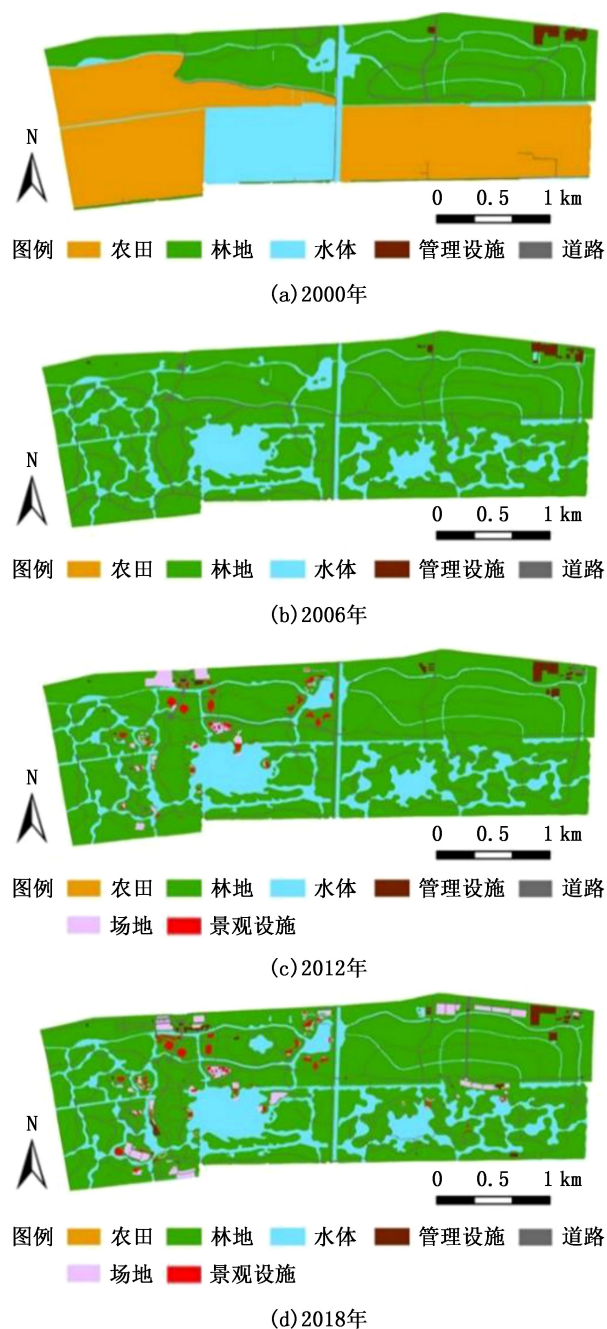 N
0 0.5 1 km
图例 农田 林地 水体 管理设施 道路
(a)2000年
N
0 0.5 1 km
图例 农田 林地 水体 管理设施 道路
(b)2006年
N
0 0.5 1 km
图例 农田 林地 水体 管理设施 道路
场地 景观设施
(c)2012年
N
0 0.5 1 km
图例 农田 林地 水体 管理设施 道路
场地 景观设施
(d)2018年